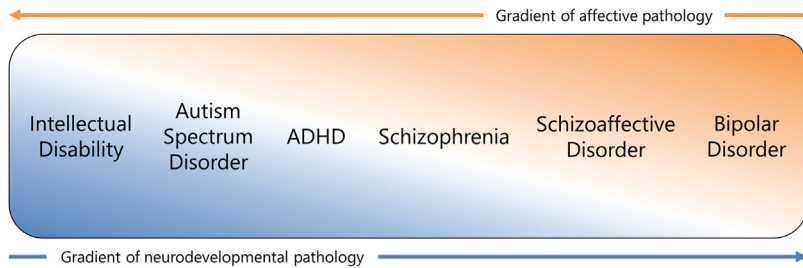 Gradient of affective pathology
Intellectual
Disability
Autism
Spectrum
Disorder
ADHD
Schizophrenia
Schizoaffective
Disorder
Bipolar
Disorder
Gradient of neurodevelopmental pathology